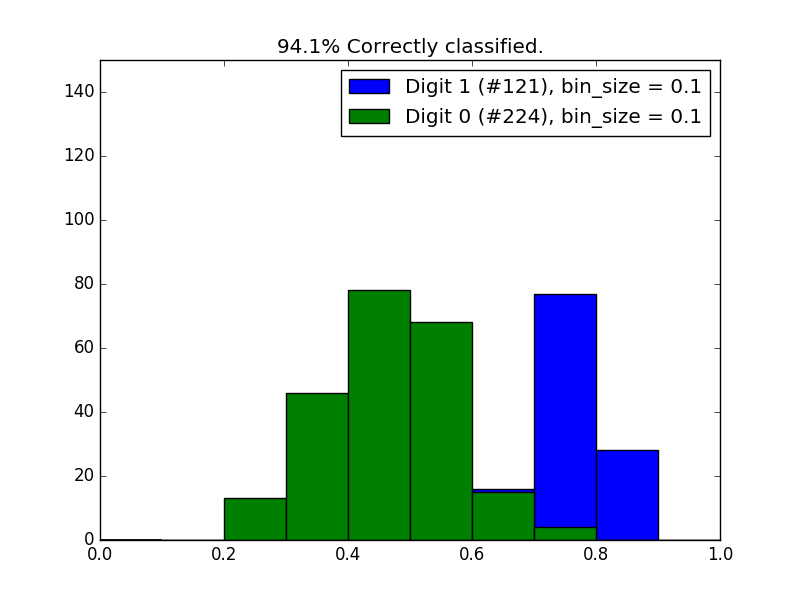 94.1% Correctly classified.
Digit 1 (#121), bin_size = 0.1
Digit 0 (#224), bin_size = 0.1
140
120
100
80
60
40
20
0
0.0 0.2 0.4 0.6 0.8 1.0